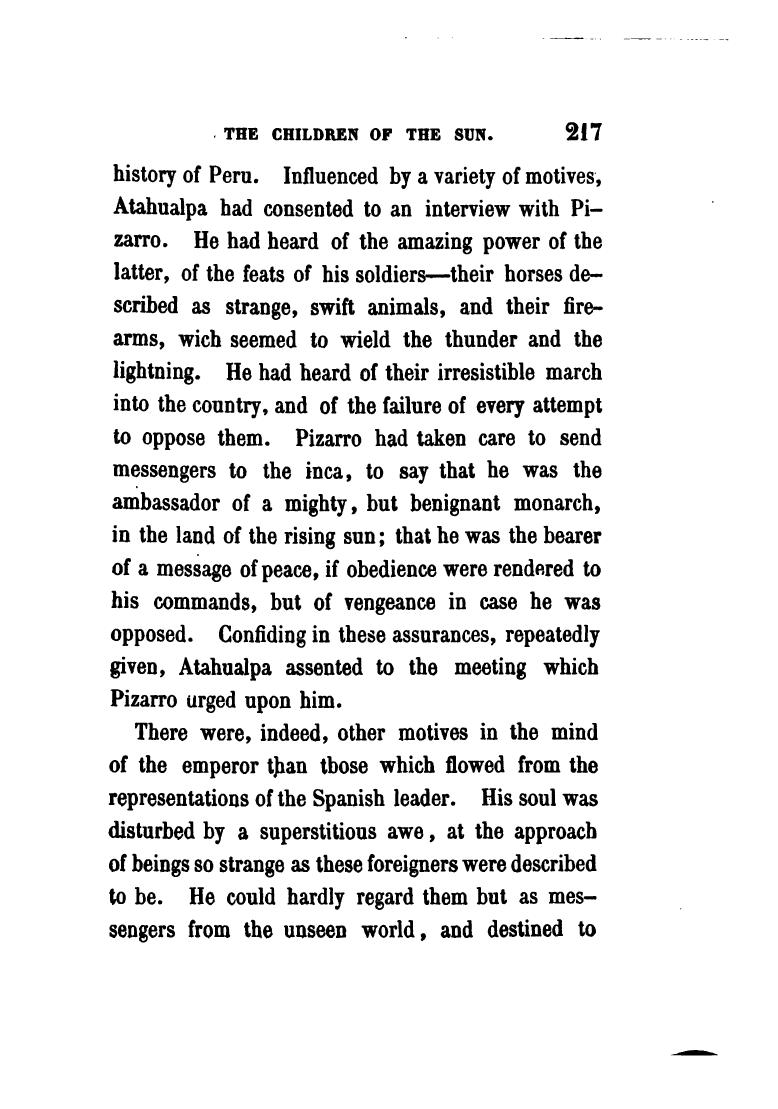 THE CHILDREN OF THE SUN. 217
history of Peru. Influenced by a variety of motives,
Atahualpa had consented to an interview with Pi-
zarro. He had heard of the amazing power of the
latter, of the feats of his soldiers—their horses de-
scribed as strange, swift animals, and their fire-
arms, wich seemed to wield the thunder and the
lightning. He had heard of their irresistible march
into the country, and of the failure of every attempt
to oppose them. Pizarro had taken care to send
messengers to the inca, to say that he was the
ambassador of a mighty, but benignant monarch,
in the land of the rising sun; that he was the bearer
of a message of peace, if obedience were rendered to
his commands, but of vengeance in case he was
opposed. Confiding in these assurances, repeatedly
given, Atahualpa assented to the meeting which
Pizarro urged upon him.
There were, indeed, other motives in the mind
of the emperor than those which flowed from the
representations of the Spanish leader. His soul was
disturbed by a superstitious awe, at the approach
of beings so strange as these foreigners were described
to be. He could hardly regard them but as mes-
sengers from the unseen world, and destined to